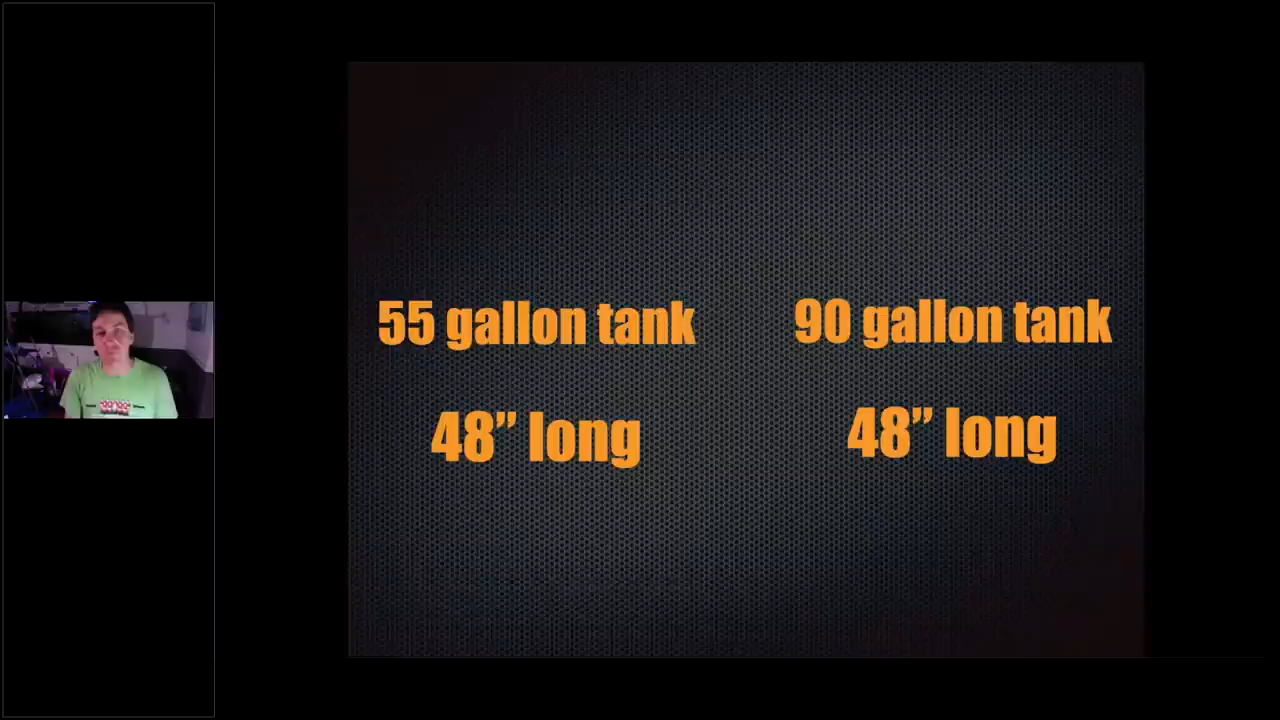 55 gallon tank
48” long
90 gallon tank
48” long